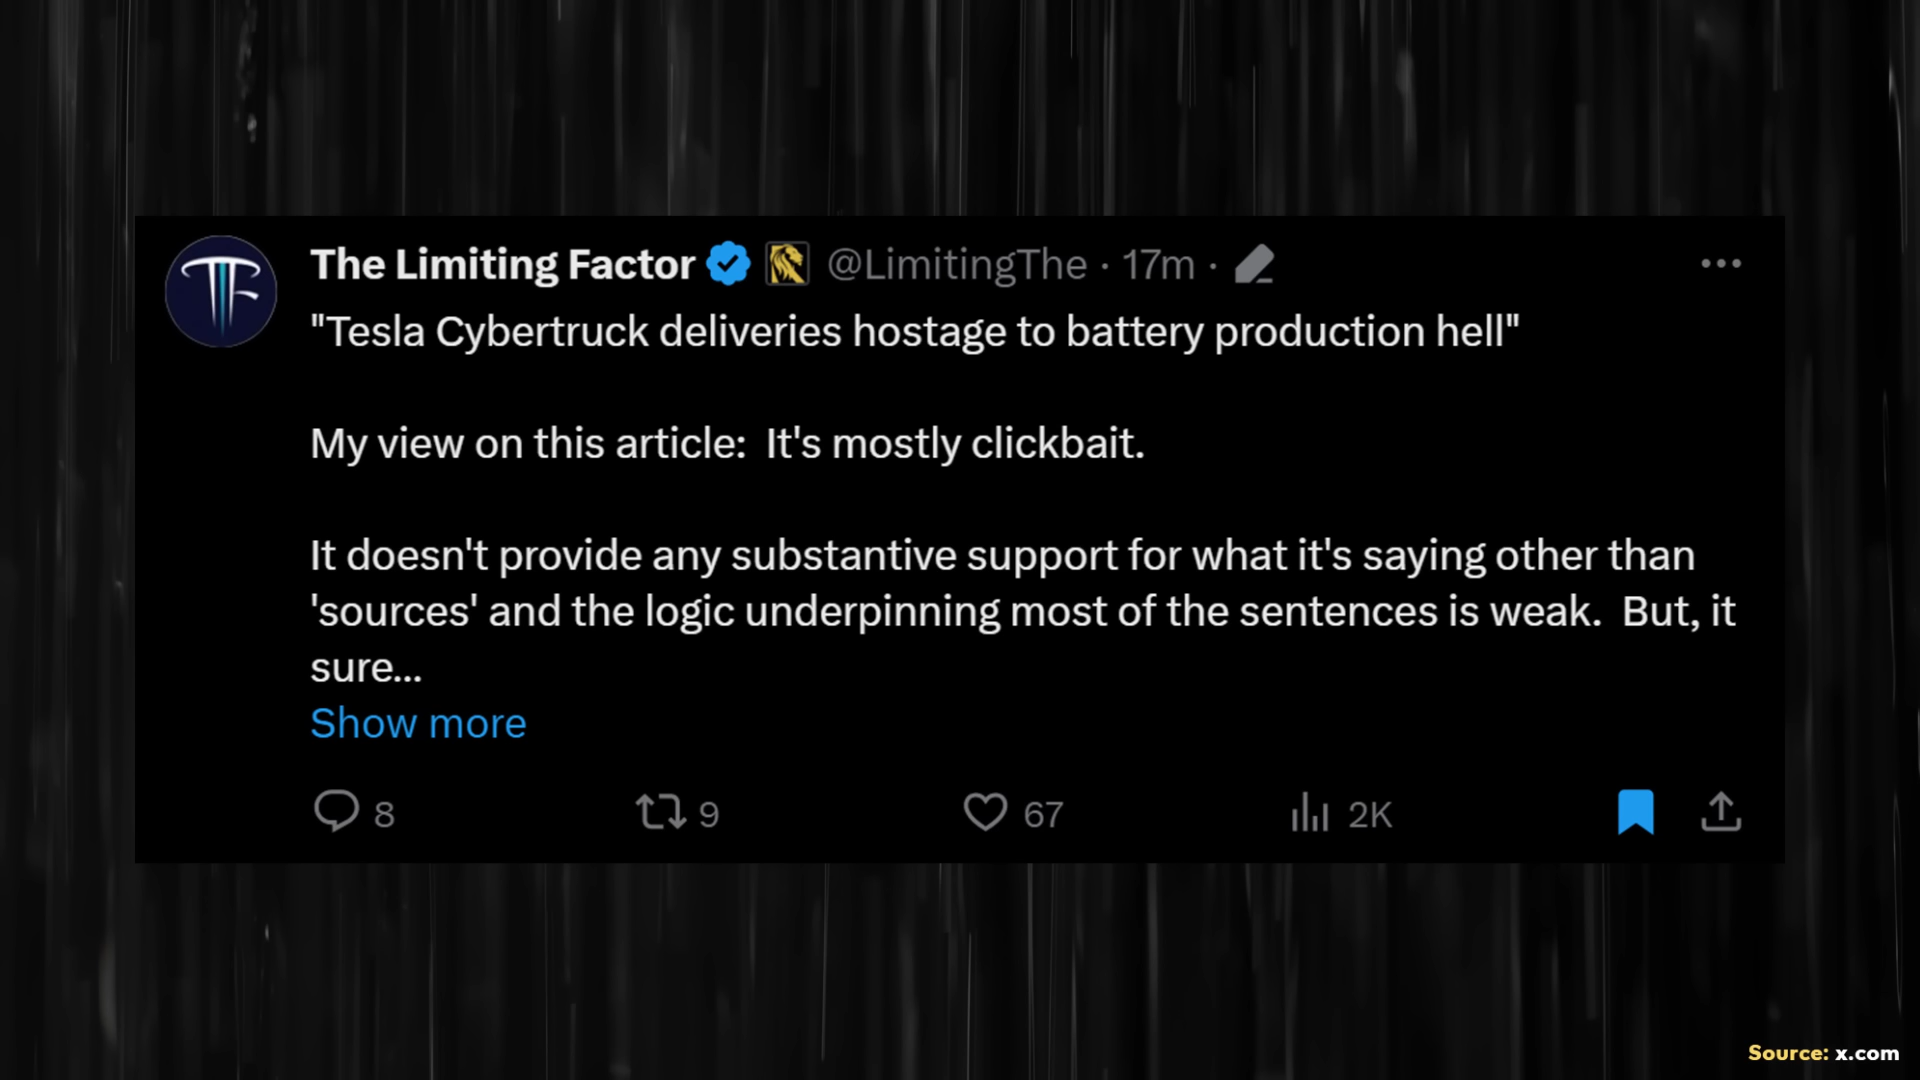 The Limiting Factor @LimitingThe · 17m ·
"Tesla Cybertruck deliveries hostage to battery production hell"
My view on this article:  It's mostly clickbait.
It doesn't provide any substantive support for what it's saying other than
'sources' and the logic underpinning most of the sentences is weak.  But, it
sure...
Show more
8 9 67 2K
Source: x.com